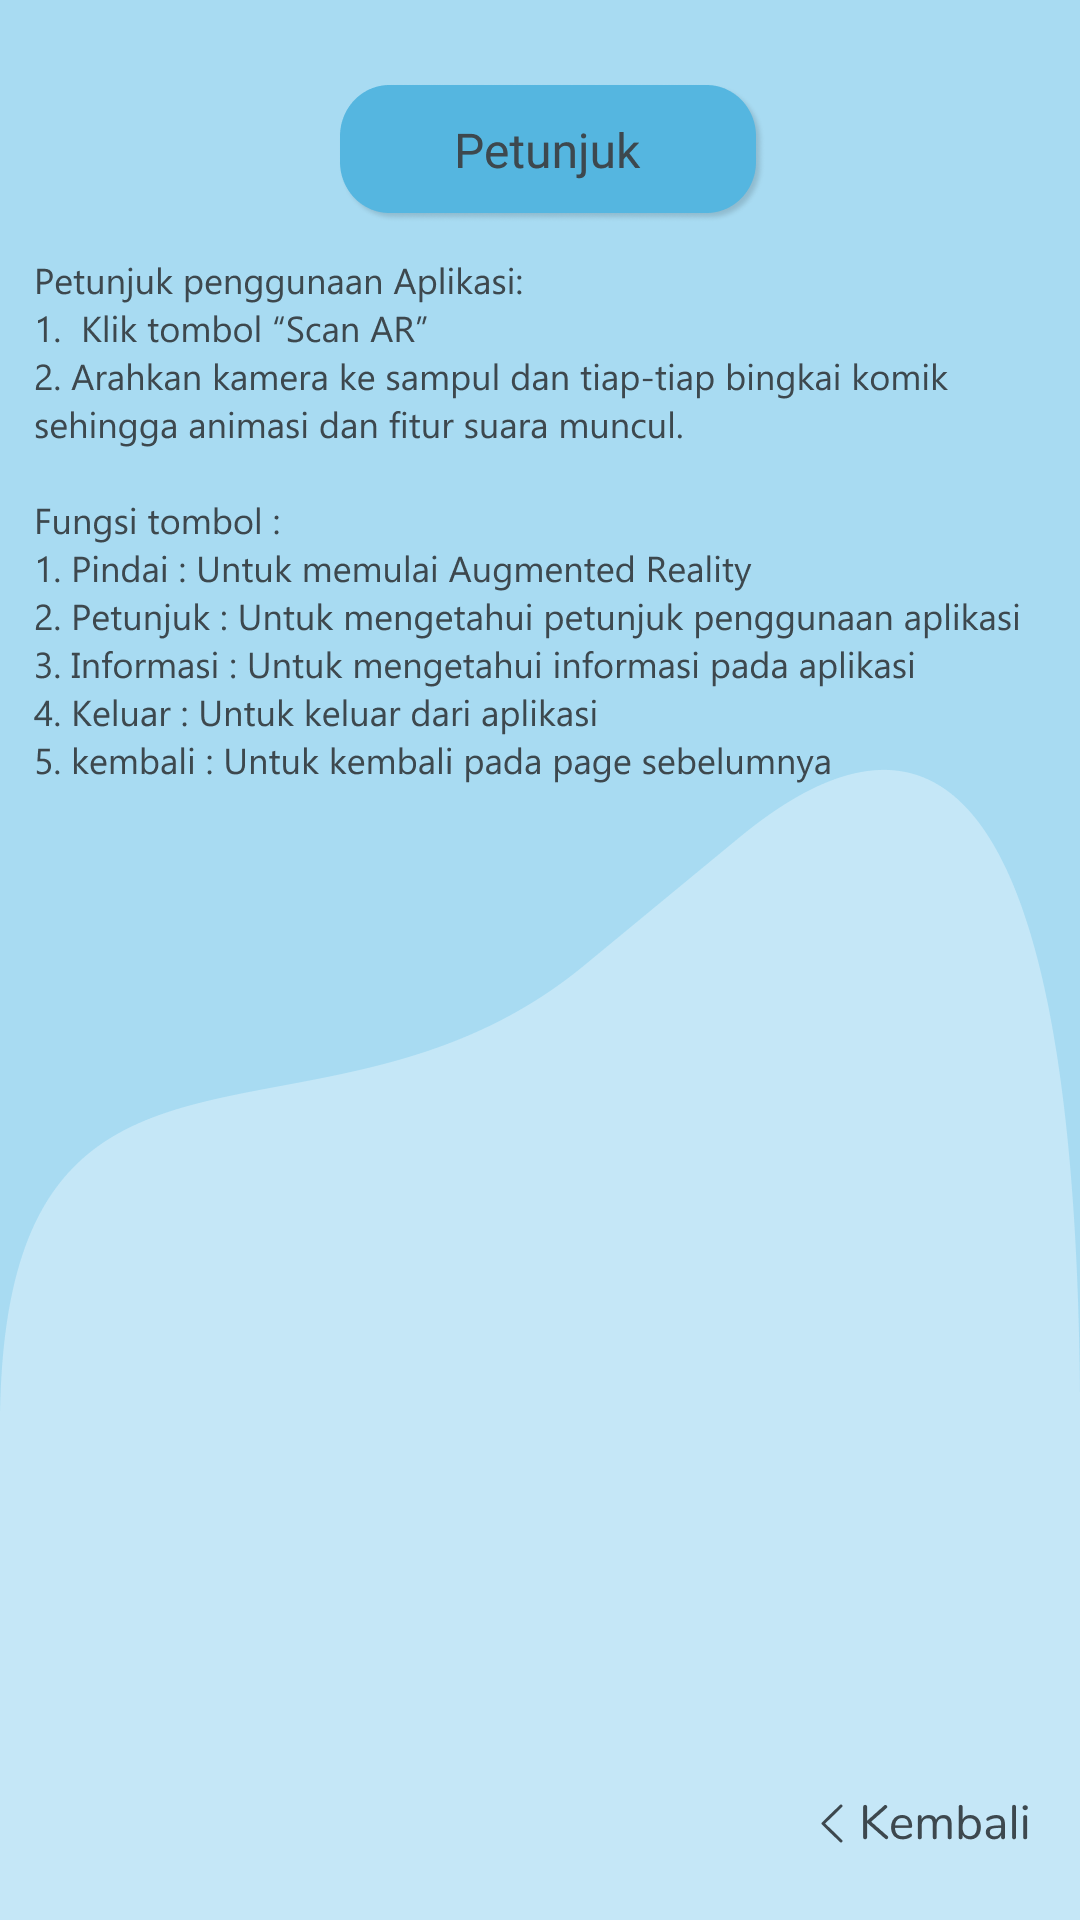 Petunjuk
Petunjuk penggunaan Aplikasi:
1.  Klik tombol “Scan AR”
2. Arahkan kamera ke sampul dan tiap-tiap bingkai komik
sehingga animasi dan fitur suara muncul.
Fungsi tombol :
1. Pindai : Untuk memulai Augmented Reality
2. Petunjuk : Untuk mengetahui petunjuk penggunaan aplikasi
3. Informasi : Untuk mengetahui informasi pada aplikasi
4. Keluar : Untuk keluar dari aplikasi
5. kembali : Untuk kembali pada page sebelumnya
Kembali